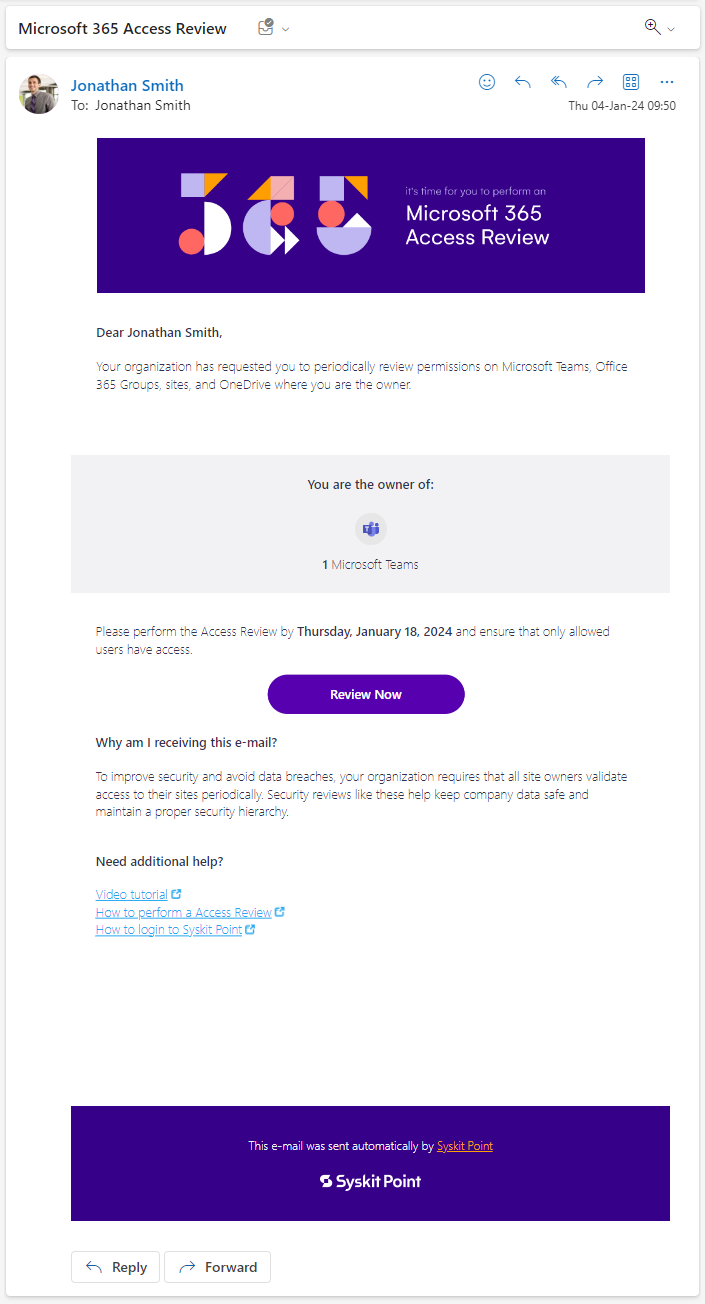 Microsoft 365 Access Review
Jonathan Smith
To: Jonathan Smith
Thu 04-Jan-24 09:50
365
it's time for you to perform an
Microsoft 365
Access Review
Dear Jonathan Smith,
Your organization has requested you to periodically review permissions on Microsoft Teams, Office
365 Groups, sites, and OneDrive where you are the owner.
You are the owner of:
1 Microsoft Teams
Please perform the Access Review by Thursday, January 18, 2024 and ensure that only allowed
users have access.
Review Now
Why am I receiving this e-mail?
To improve security and avoid data breaches, your organization requires that all site owners validate
access to their sites periodically. Security reviews like these help keep company data safe and
maintain a proper security hierarchy.
Need additional help?
Video tutorial
How to perform a Access Review
How to login to Syskit Point
This e-mail was sent automatically by Syskit Point
Syskit Point
Reply Forward